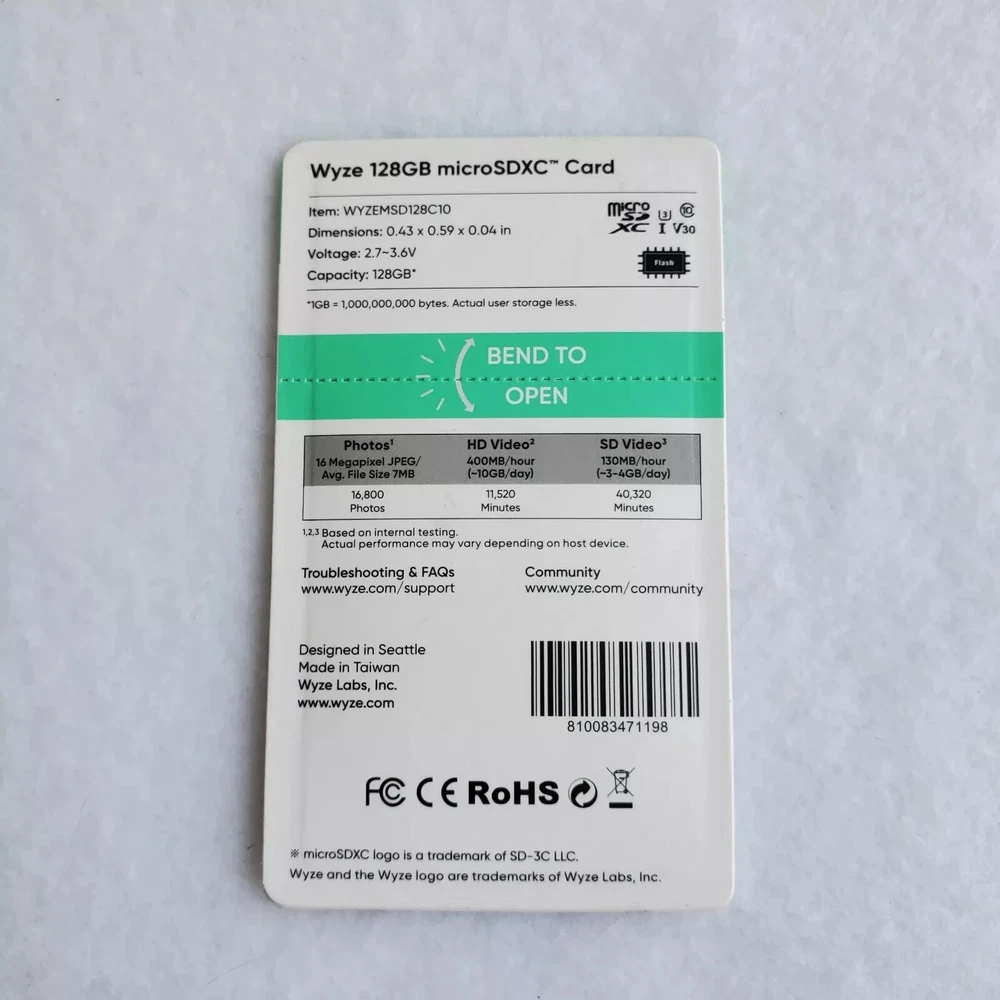 Wyze 128GB microSDXC™ Card
Item: WYZEMSD128C10
Dimensions: 0.43 x 0.59 x 0.04 in
Voltage: 2.7~3.6V
Capacity: 128GB*
micro SD XC I U3 C10 V30
Flash
*1GB = 1,000,000,000 bytes. Actual user storage less.
BEND TO
OPEN
Photos¹ HD Video² SD Video³
16 Megapixel JPEG/ 400MB/hour 130MB/hour
Avg. File Size 7MB (~10GB/day) (~3-4GB/day)
16,800 11,520 40,320
Photos Minutes Minutes
1,2,3 Based on internal testing.
Actual performance may vary depending on host device.
Troubleshooting & FAQs
www.wyze.com/support
Community
www.wyze.com/community
Designed in Seattle
Made in Taiwan
Wyze Labs, Inc.
www.wyze.com
810083471198
FC CE RoHS
※ microSDXC logo is a trademark of SD-3C LLC.
Wyze and the Wyze logo are trademarks of Wyze Labs, Inc.